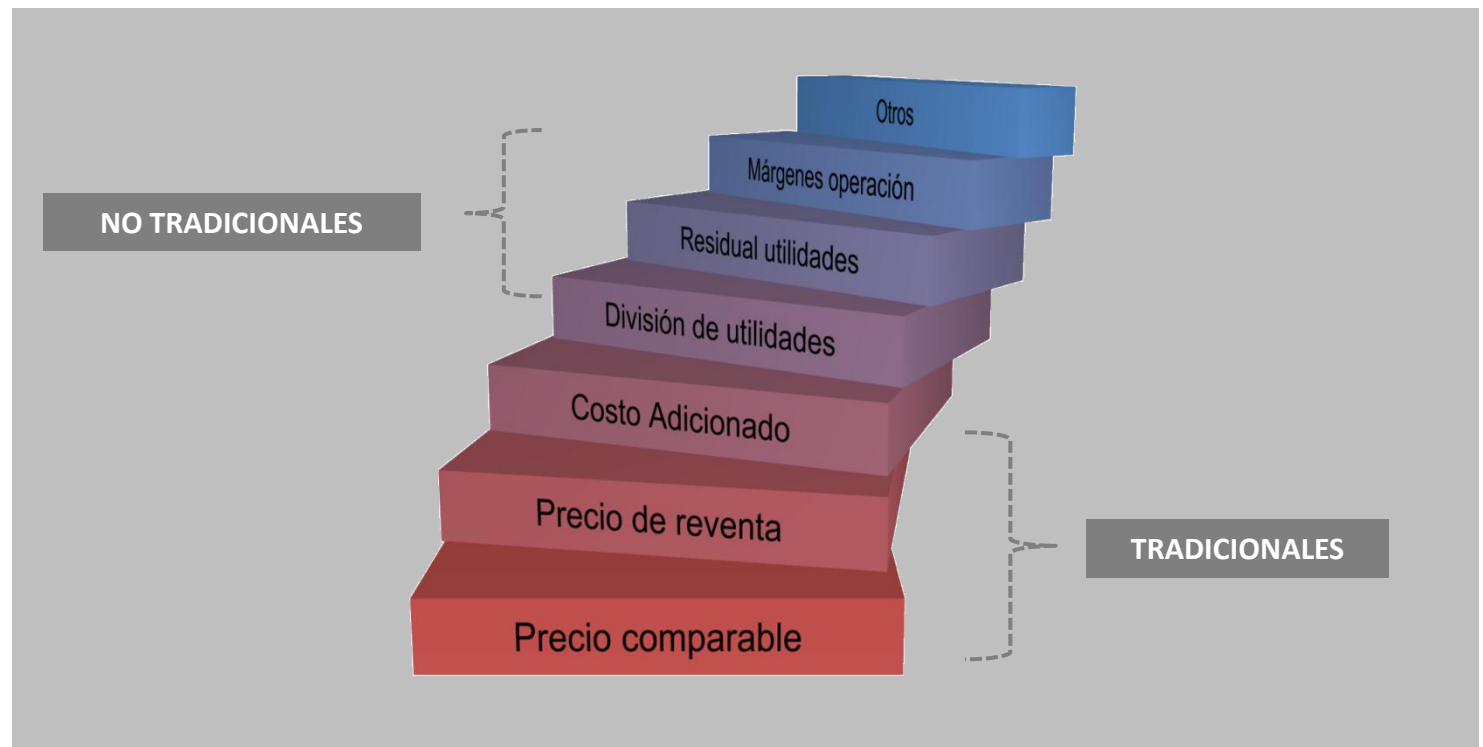 Otros
Márgenes operación
NO TRADICIONALES
Residual utilidades
División de utilidades
Costo Adicionado
Precio de reventa
TRADICIONALES
Precio comparable